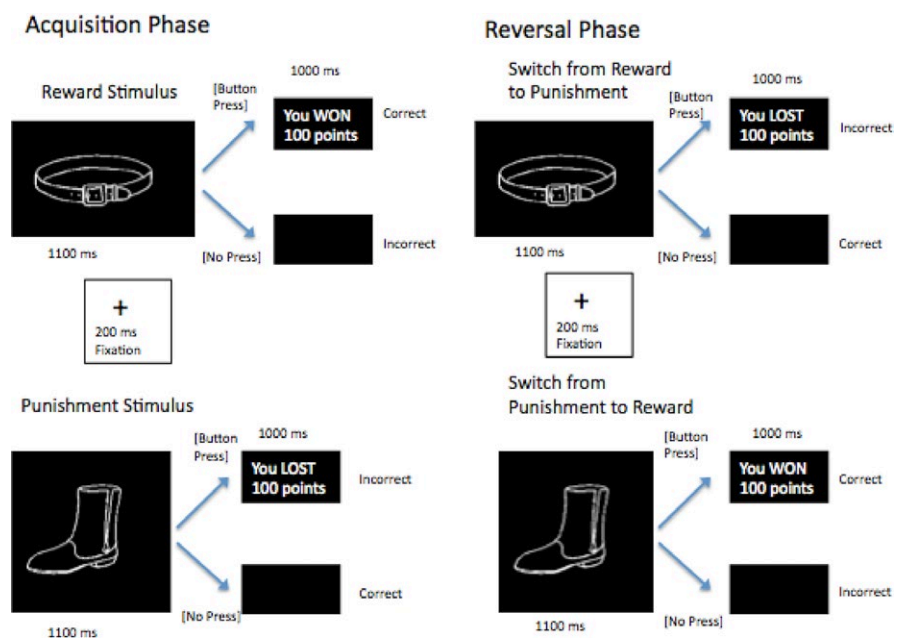 Acquisition Phase
Reward Stimulus
[Button
Press]
1000 ms
You WON
100 points
Correct
[No Press]
Incorrect
1100 ms
+
200 ms
Fixation
Punishment Stimulus
[Button
Press]
1000 ms
You LOST
100 points
Incorrect
[No Press]
Correct
1100 ms
Reversal Phase
Switch from Reward
to Punishment
[Button
Press]
1000 ms
You LOST
100 points
Incorrect
[No Press]
Correct
1100 ms
+
200 ms
Fixation
Switch from
Punishment to Reward
[Button
Press]
1000 ms
You WON
100 points
Correct
[No Press]
Incorrect
1100 ms